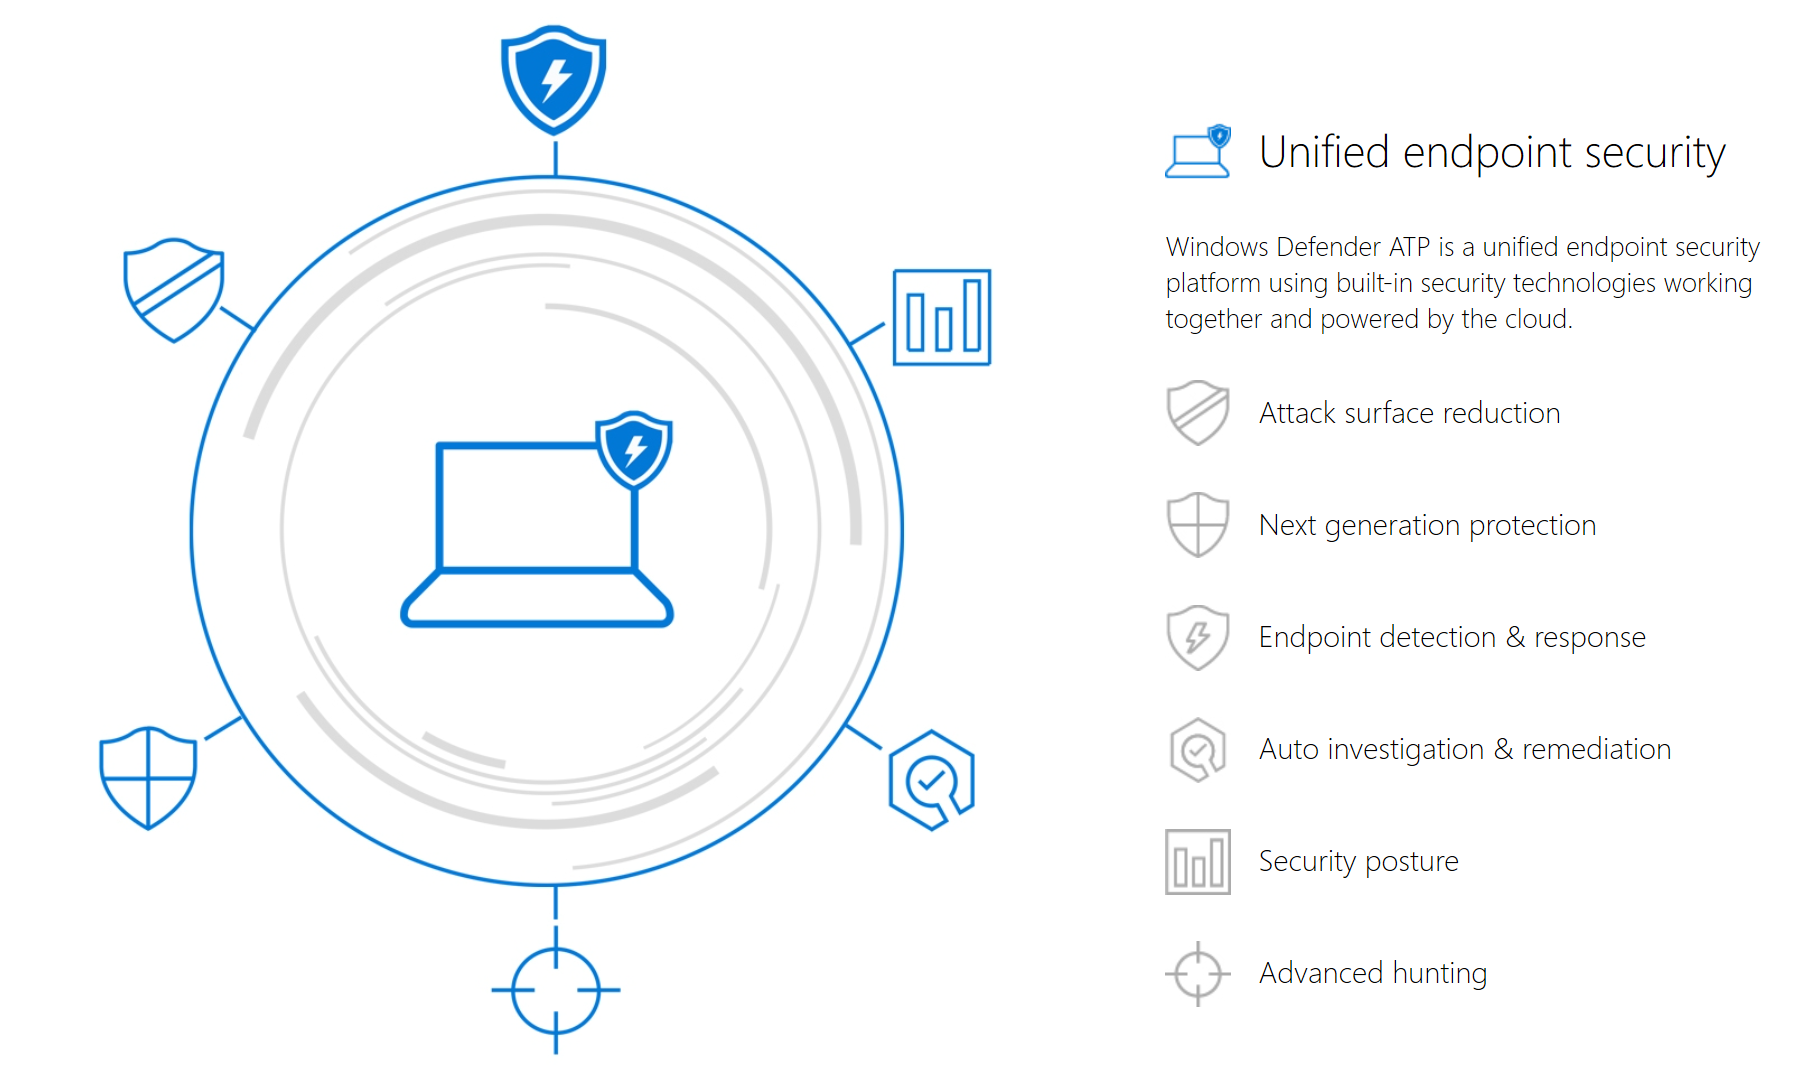 Unified endpoint security
Windows Defender ATP is a unified endpoint security
platform using built-in security technologies working
together and powered by the cloud.
Attack surface reduction
Next generation protection
Endpoint detection & response
Auto investigation & remediation
Security posture
Advanced hunting